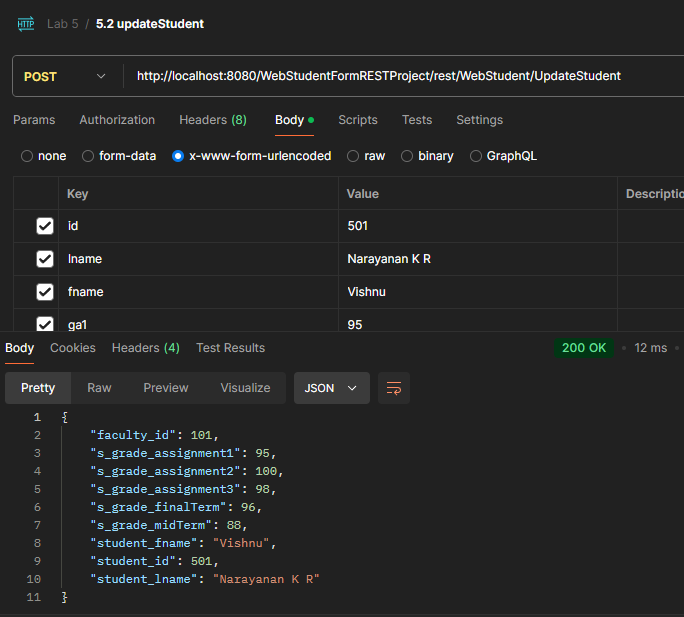 HTTP Lab 5 / 5.2 updateStudent
POST http://localhost:8080/WebStudentFormRESTProject/rest/WebStudent/UpdateStudent
Params Authorization Headers (8) Body Scripts Tests Settings
none form-data x-www-form-urlencoded raw binary GraphQL
Key Value Descriptio
id 501
lname Narayanan K R
fname Vishnu
ga1 95
Body Cookies Headers (4) Test Results 200 OK 12 ms
Pretty Raw Preview Visualize JSON
1 {
2 "faculty_id": 101,
3 "s_grade_assignment1": 95,
4 "s_grade_assignment2": 100,
5 "s_grade_assignment3": 98,
6 "s_grade_finalTerm": 96,
7 "s_grade_midTerm": 88,
8 "student_fname": "Vishnu",
9 "student_id": 501,
10 "student_lname": "Narayanan K R"
11 }